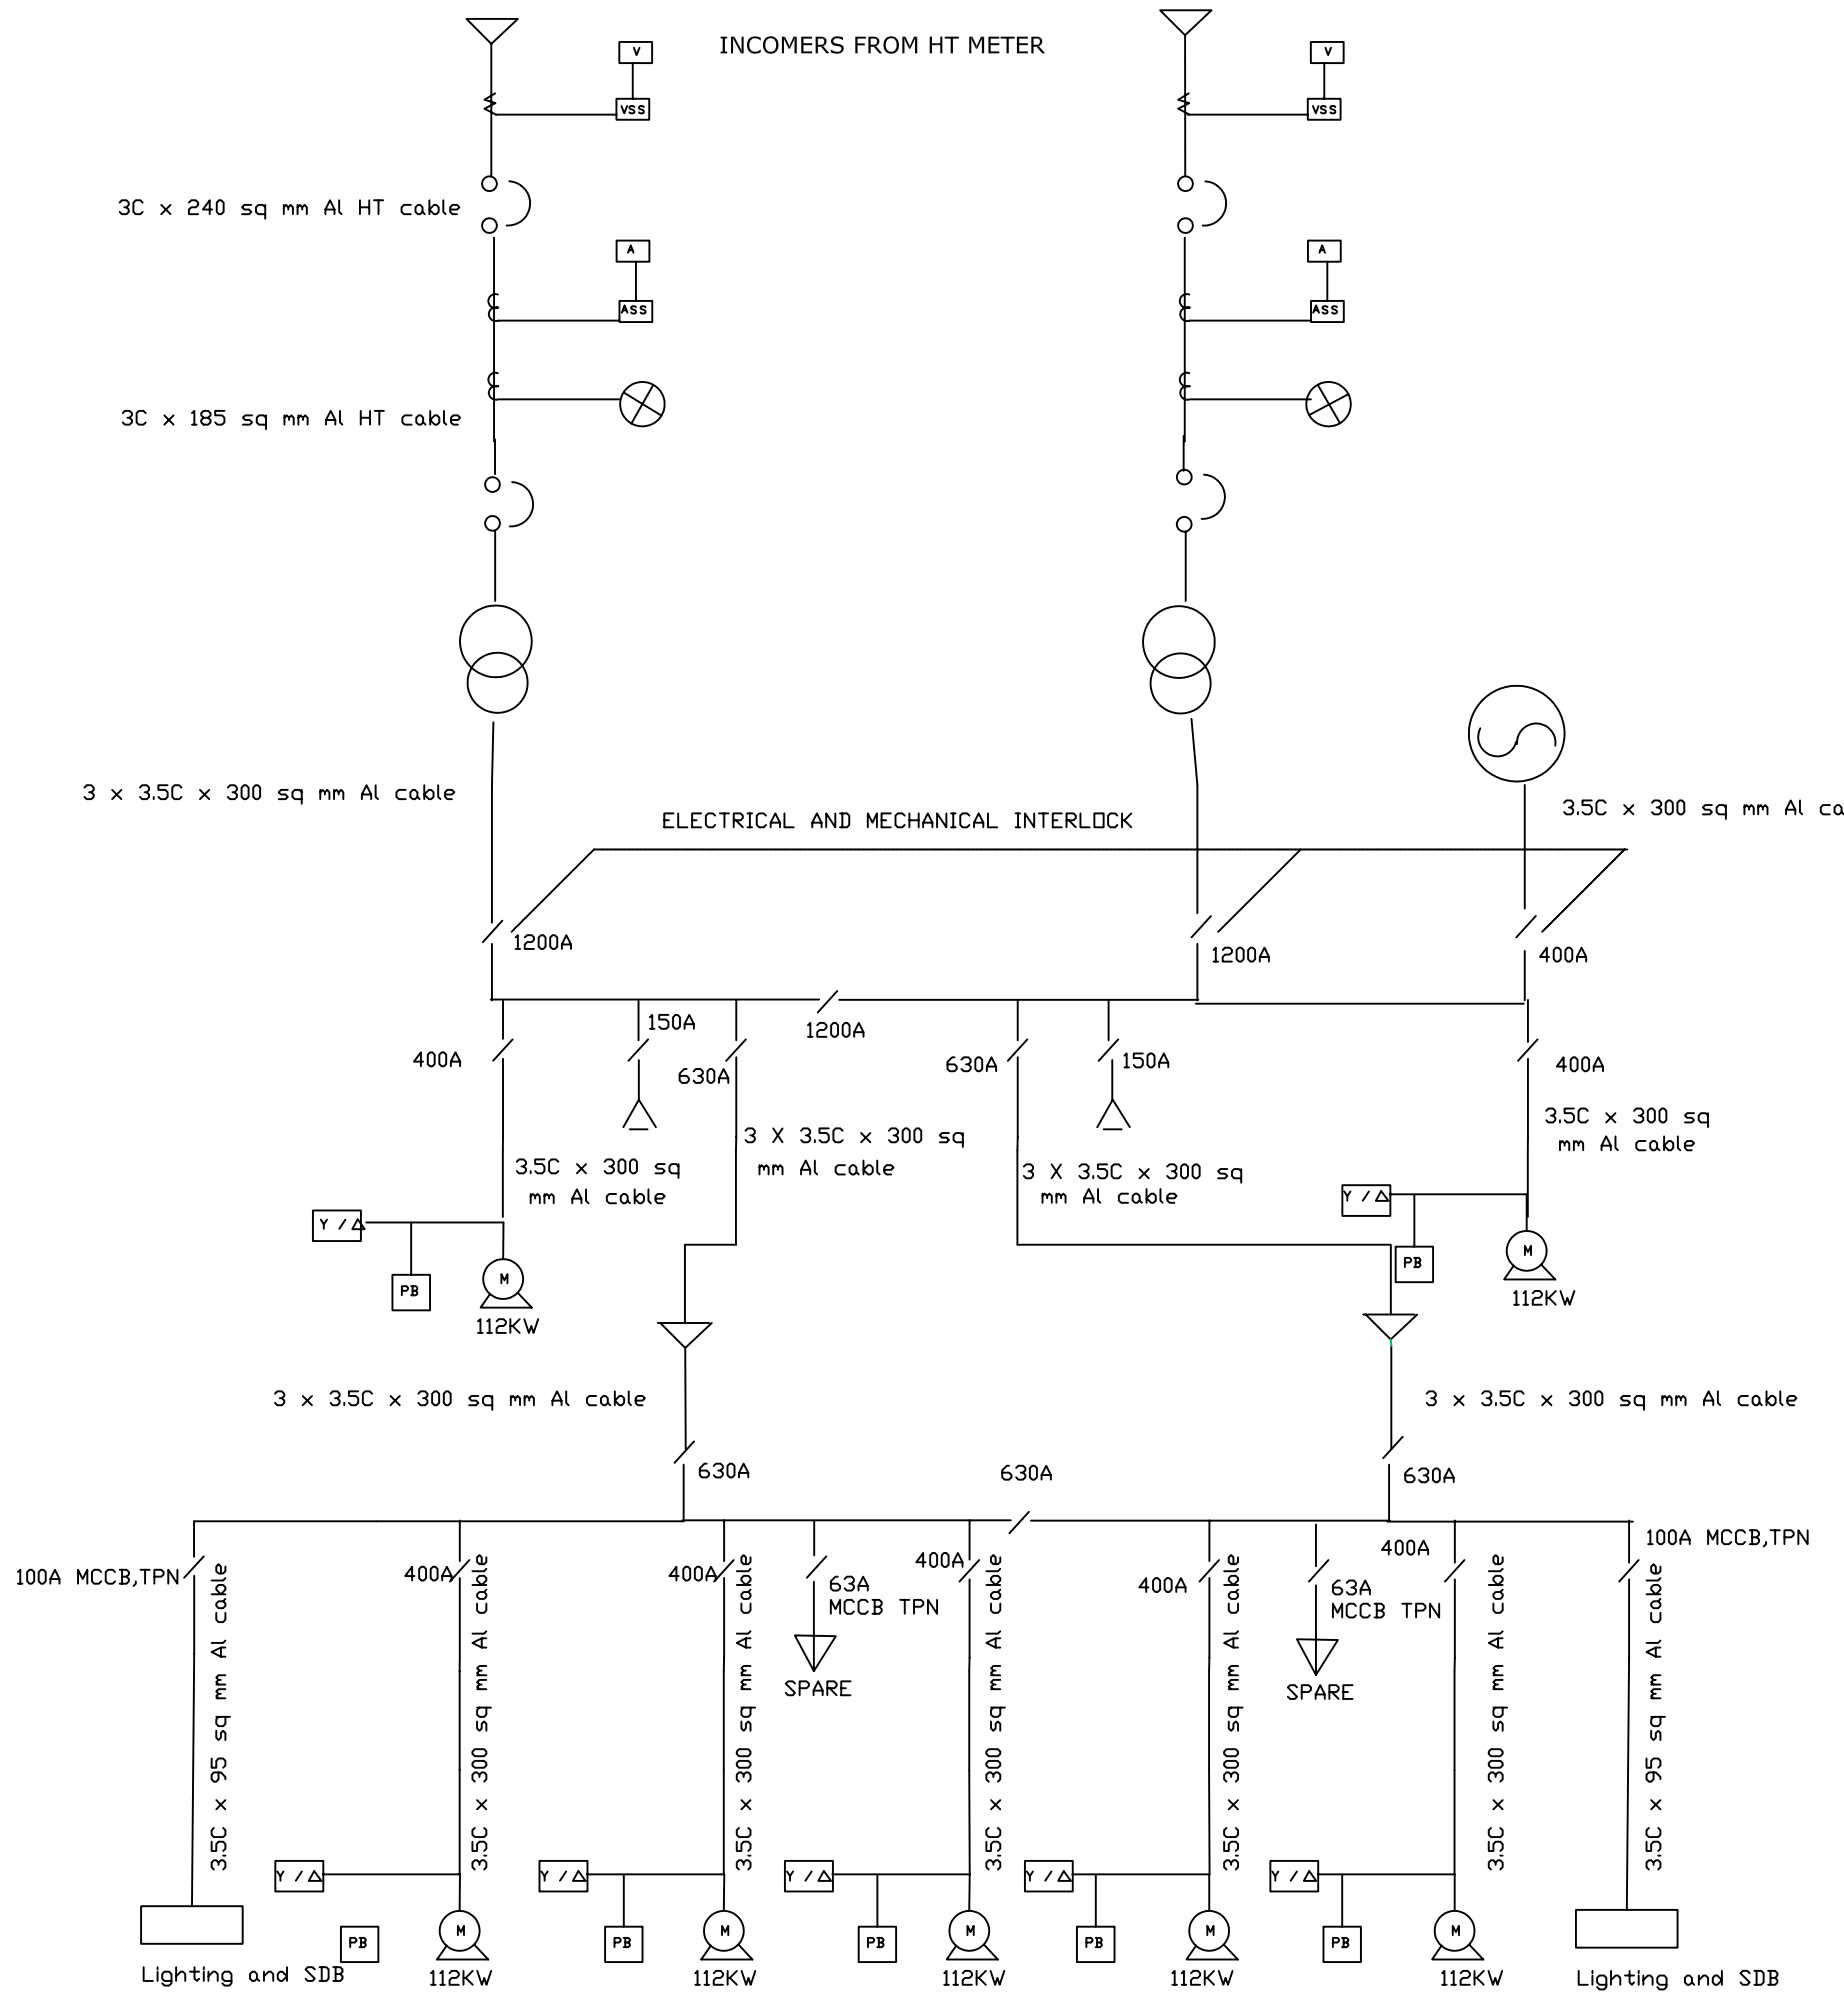 INCOMERS FROM HT METER
V
V
VSS
VSS
3C x 240 sq mm Al HT cable
A
A
ASS
ASS
3C x 185 sq mm Al HT cable
3 x 3.5C x 300 sq mm Al cable
3.5C x 300 sq mm Al ca
ELECTRICAL AND MECHANICAL INTERLOCK
1200A
1200A
400A
150A
1200A
400A
630A
630A
150A
400A
3.5C x 300 sq
mm Al cable
3 X 3.5C x 300 sq
mm Al cable
3 X 3.5C x 300 sq
mm Al cable
3.5C x 300 sq
mm Al cable
Y / Δ
Y / Δ
PB
M
112KW
PB
M
112KW
3 x 3.5C x 300 sq mm Al cable
3 x 3.5C x 300 sq mm Al cable
630A
630A
630A
100A MCCB,TPN
3.5C x 95 sq mm Al cable
400A
3.5C x 300 sq mm Al cable
400A
3.5C x 300 sq mm Al cable
63A
MCCB TPN
SPARE
400A
3.5C x 300 sq mm Al cable
400A
3.5C x 300 sq mm Al cable
63A
MCCB TPN
SPARE
400A
3.5C x 300 sq mm Al cable
100A MCCB,TPN
3.5C x 95 sq mm Al cable
Y / Δ
Y / Δ
Y / Δ
Y / Δ
Y / Δ
PB
M
PB
M
PB
M
PB
M
PB
M
Lighting and SDB
112KW
112KW
112KW
112KW
112KW
Lighting and SDB